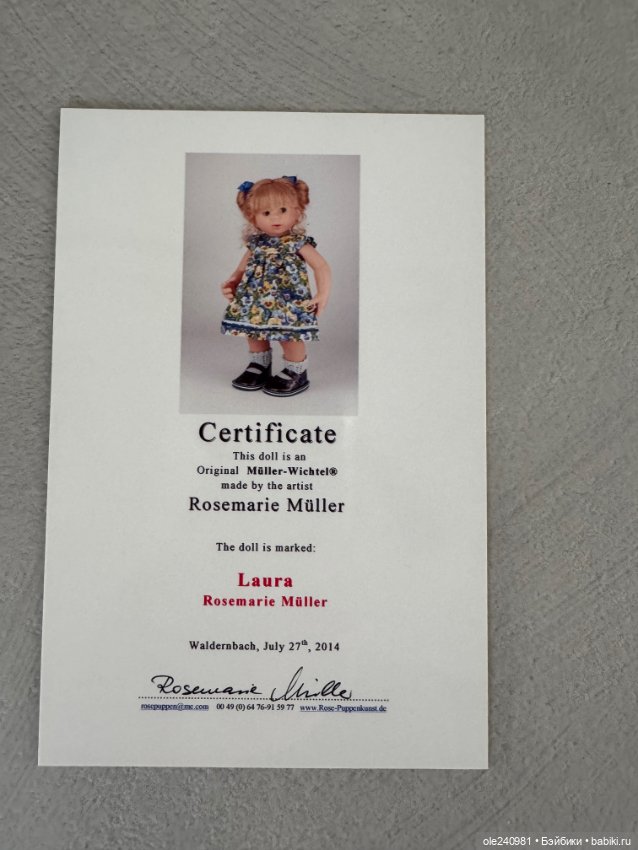 Certificate
This doll is an
Original Müller-Wichtel®
made by the artist
Rosemarie Müller
The doll is marked:
Laura
Rosemarie Müller
Waldernbach, July 27th, 2014
Rosemarie Müller
rosepuppen@me.com 00 49 (0) 64 76-91 59 77 www.Rose-Puppenkunst.de
ole240981 • Бэйбики • babiki.ru